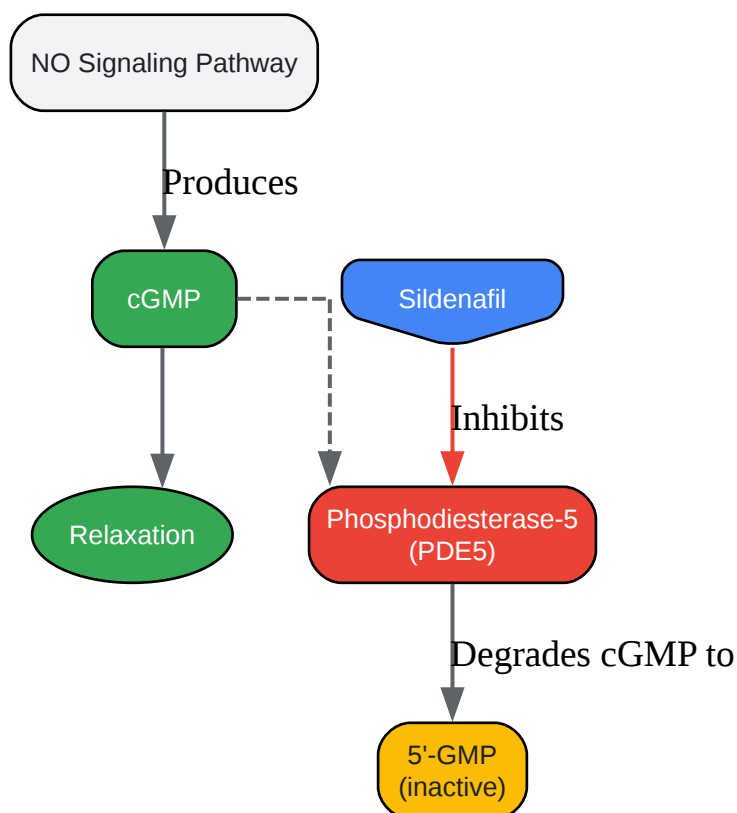 NO Signaling Pathway
Produces
cGMP
Sildenafil
Inhibits
Relaxation
Phosphodiesterase-5
(PDE5)
Degrades cGMP to
5'-GMP
(inactive)